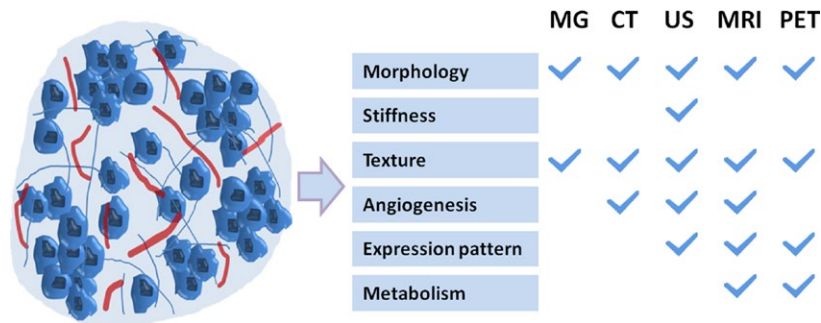 MG CT US MRI PET
Morphology
Stiffness
Texture
Angiogenesis
Expression pattern
Metabolism